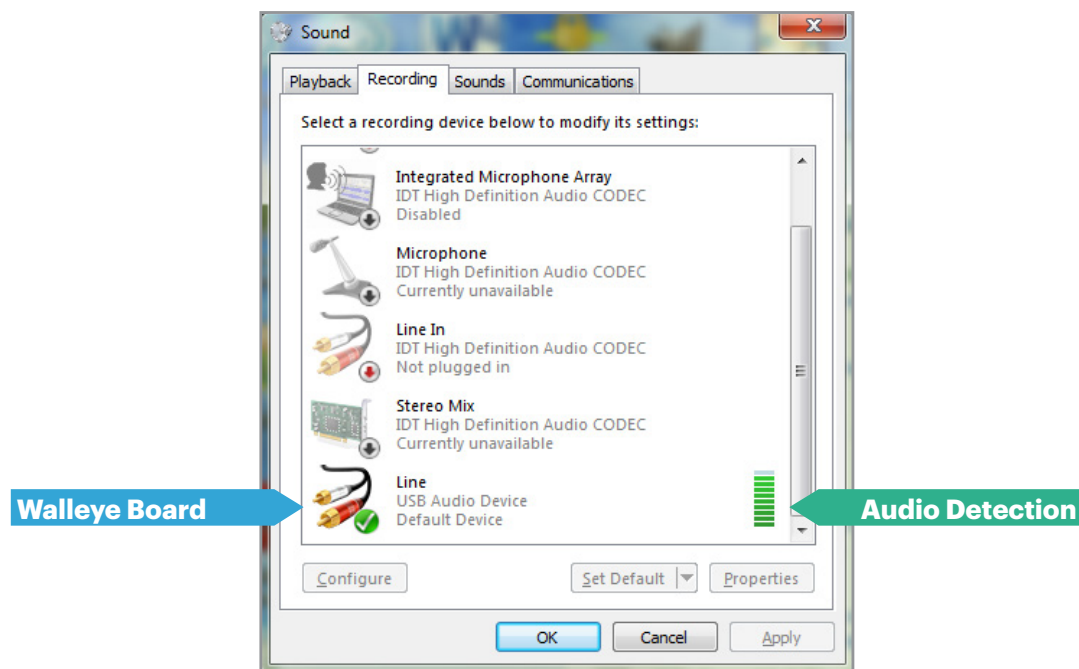 Sound
Playback Recording Sounds Communications
Select a recording device below to modify its settings:
Integrated Microphone Array
IDT High Definition Audio CODEC
Disabled
Microphone
IDT High Definition Audio CODEC
Currently unavailable
Line In
IDT High Definition Audio CODEC
Not plugged in
Stereo Mix
IDT High Definition Audio CODEC
Currently unavailable
Line
USB Audio Device
Default Device
Walleye Board
Audio Detection
Configure Set Default Properties
OK Cancel Apply